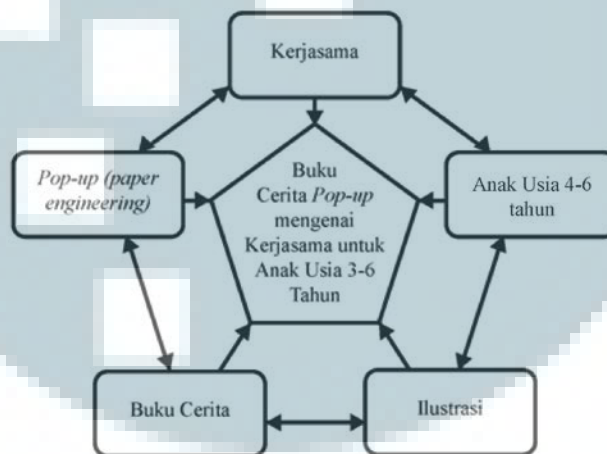 Kerjasama
Pop-up (paper
engineering)
Buku
Cerita Pop-up
mengenai
Kerjasama untuk
Anak Usia 3-6
Tahun
Anak Usia 4-6
tahun
Buku Cerita
Ilustrasi